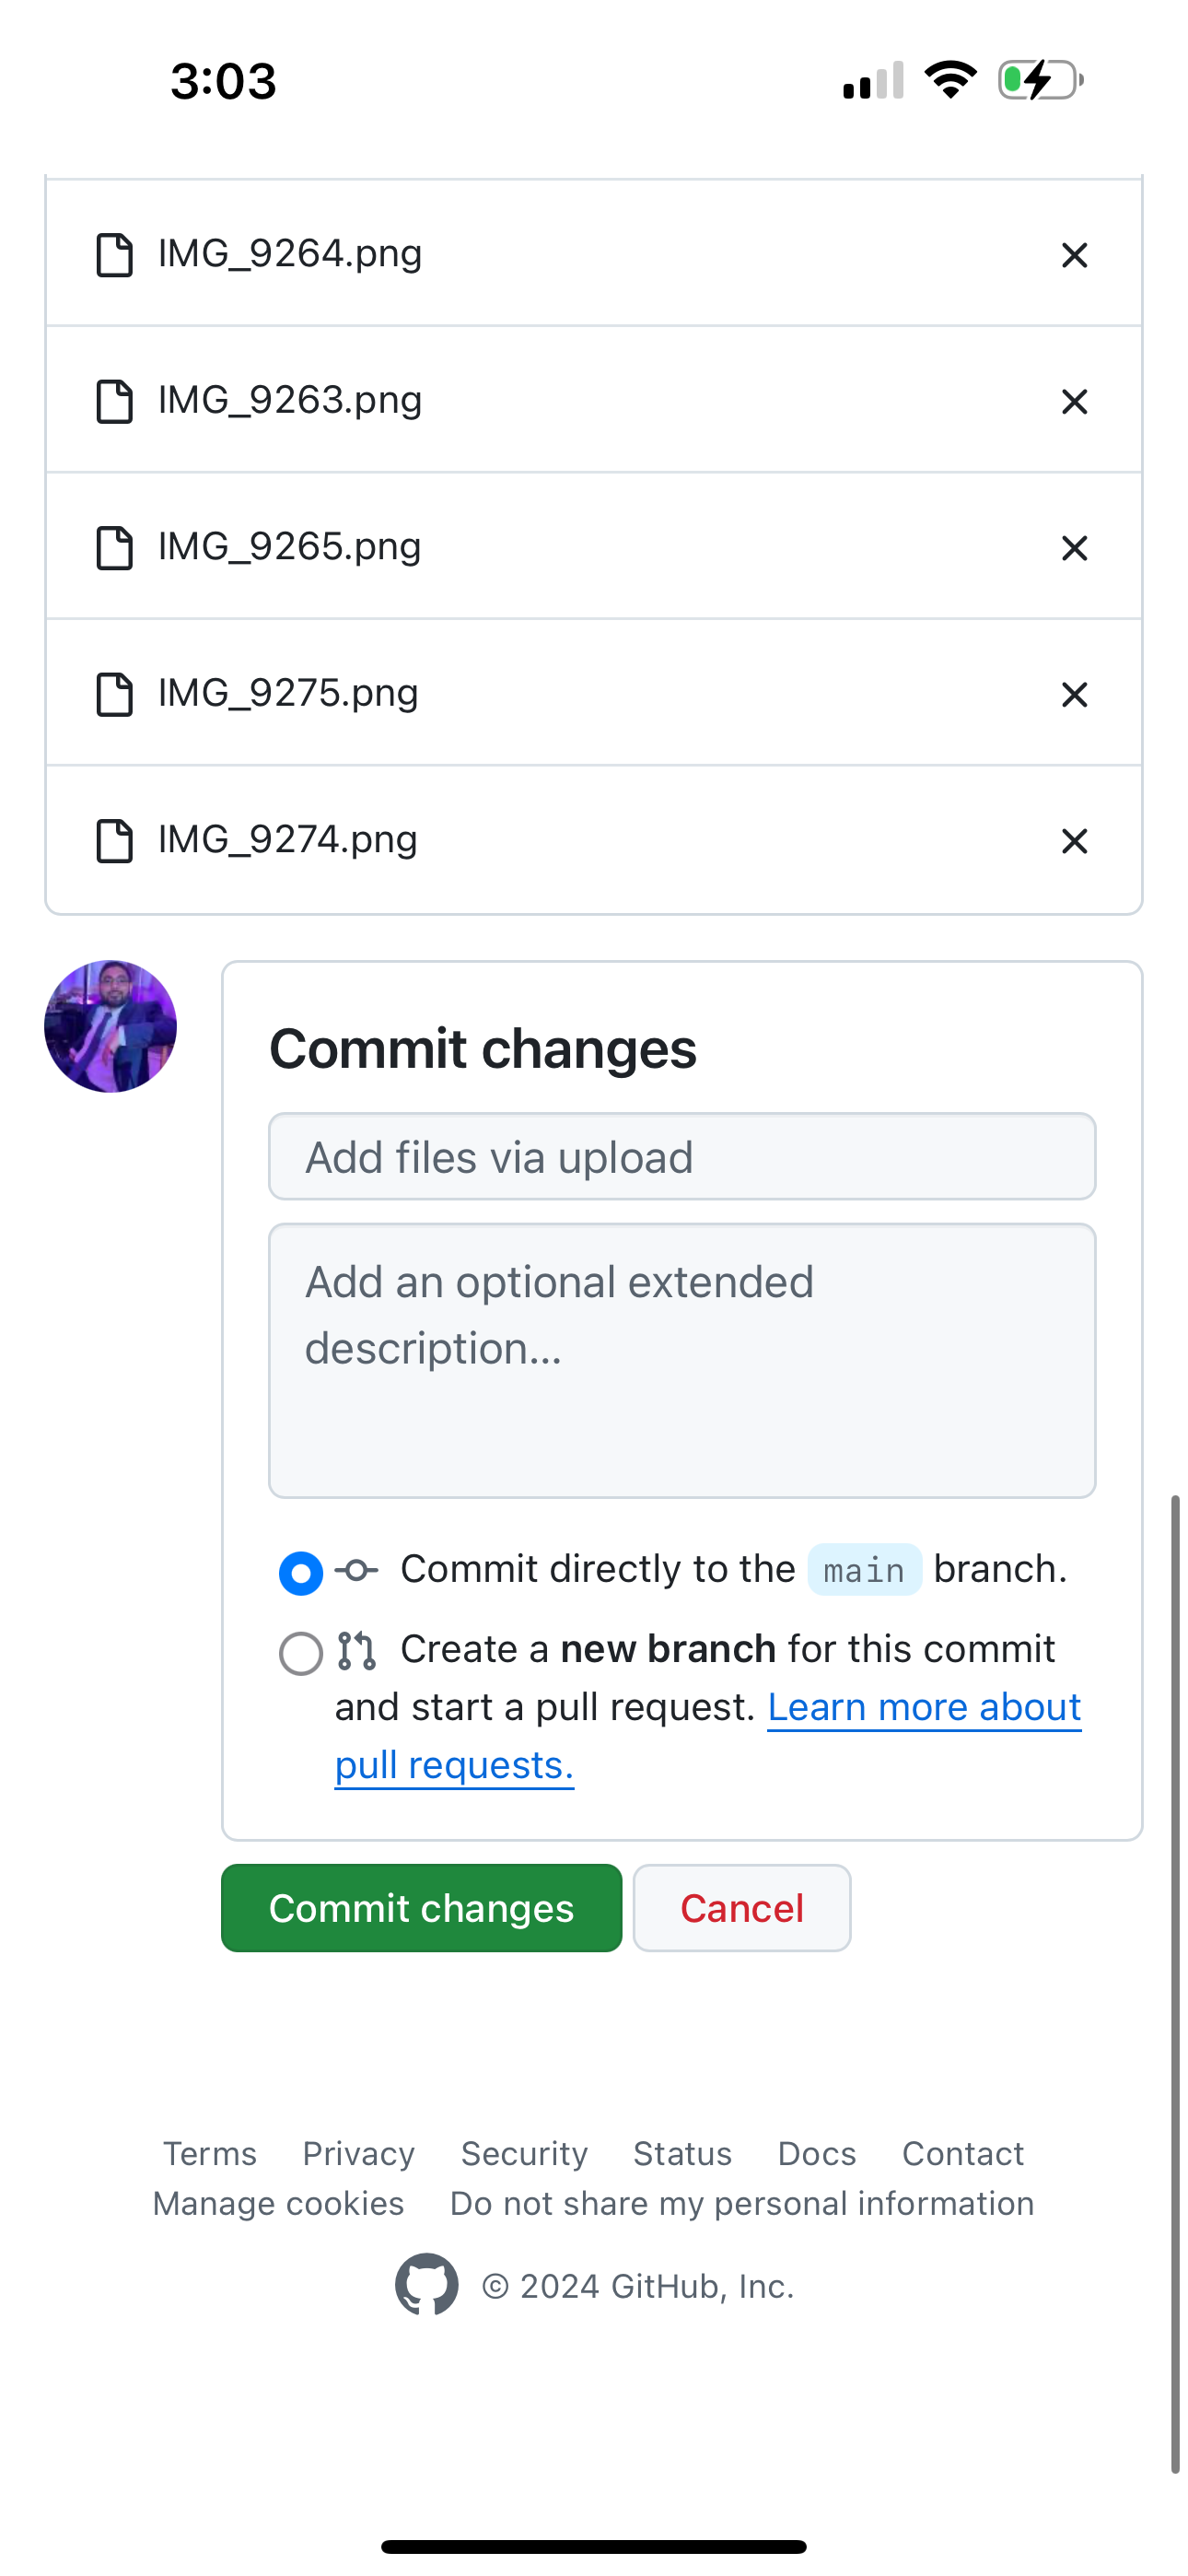 3:03
IMG_9264.png
IMG_9263.png
IMG_9265.png
IMG_9275.png
IMG_9274.png
Commit changes
Add files via upload
Add an optional extended
description...
Commit directly to the main branch.
Create a new branch for this commit
and start a pull request. Learn more about
pull requests.
Commit changes Cancel
Terms Privacy Security Status Docs Contact
Manage cookies Do not share my personal information
© 2024 GitHub, Inc.